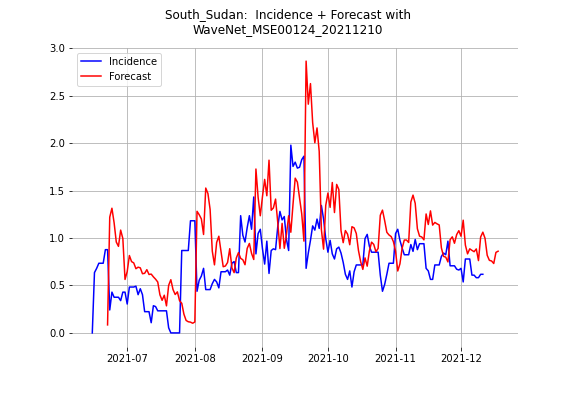 South_Sudan:  Incidence + Forecast with
WaveNet_MSE00124_20211210
3.0
Incidence
Forecast
2.5
2.0
1.5
1.0
0.5
0.0
2021-07 2021-08 2021-09 2021-10 2021-11 2021-12